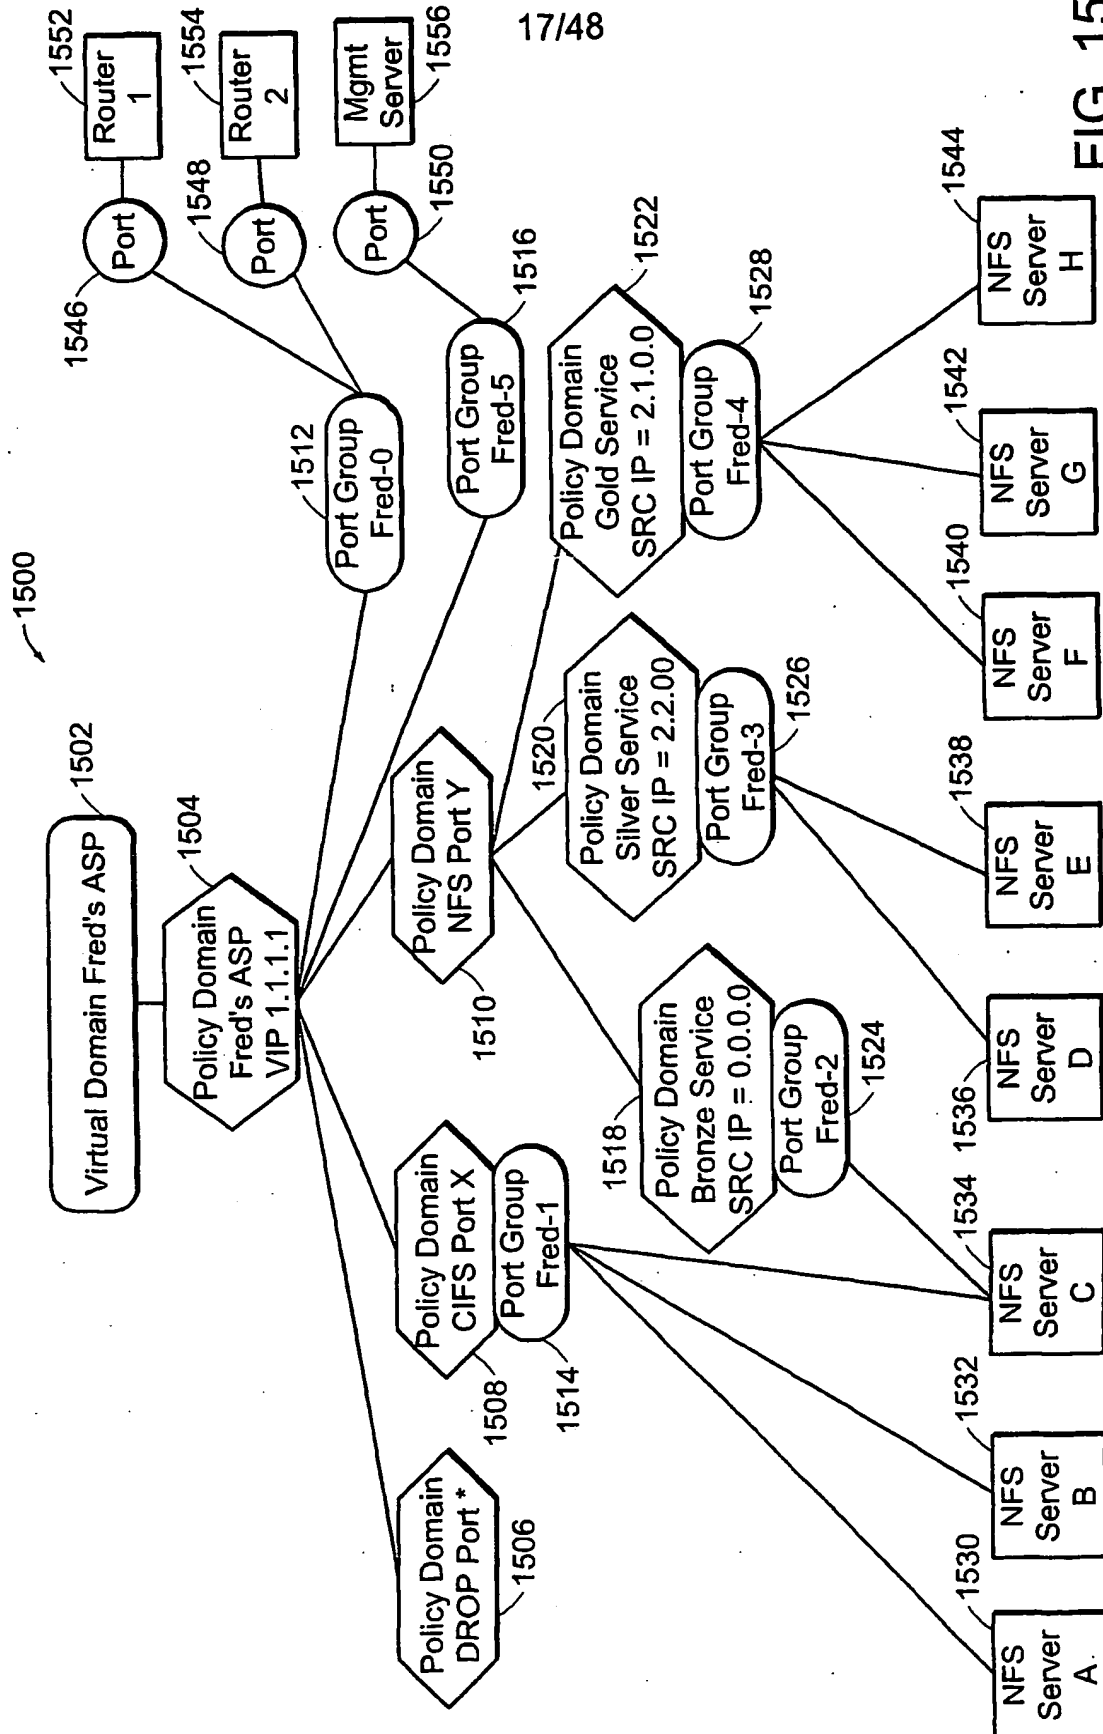 17/48
1500
Virtual Domain Fred's ASP
1502
Policy Domain
Fred's ASP
VIP 1.1.1.1
1504
Policy Domain
DROP Port *
1506
Policy Domain
CIFS Port X
1508
Port Group
Fred-1
1514
Policy Domain
NFS Port Y
1510
Port Group
Fred-0
1512
Port Group
Fred-5
1516
Port
1546
Port
1548
Port
1550
Router
1
1552
Router
2
1554
Mgmt
Server
1556
Policy Domain
Bronze Service
SRC IP = 0.0.0.0
1518
Port Group
Fred-2
1524
Policy Domain
Silver Service
SRC IP = 2.2.00
1520
Port Group
Fred-3
1526
Policy Domain
Gold Service
SRC IP = 2.1.0.0
1522
Port Group
Fred-4
1528
NFS
Server
A
1530
NFS
Server
B
1532
NFS
Server
C
1534
NFS
Server
D
1536
NFS
Server
E
1538
NFS
Server
F
1540
NFS
Server
G
1542
NFS
Server
H
1544
FIG. 15